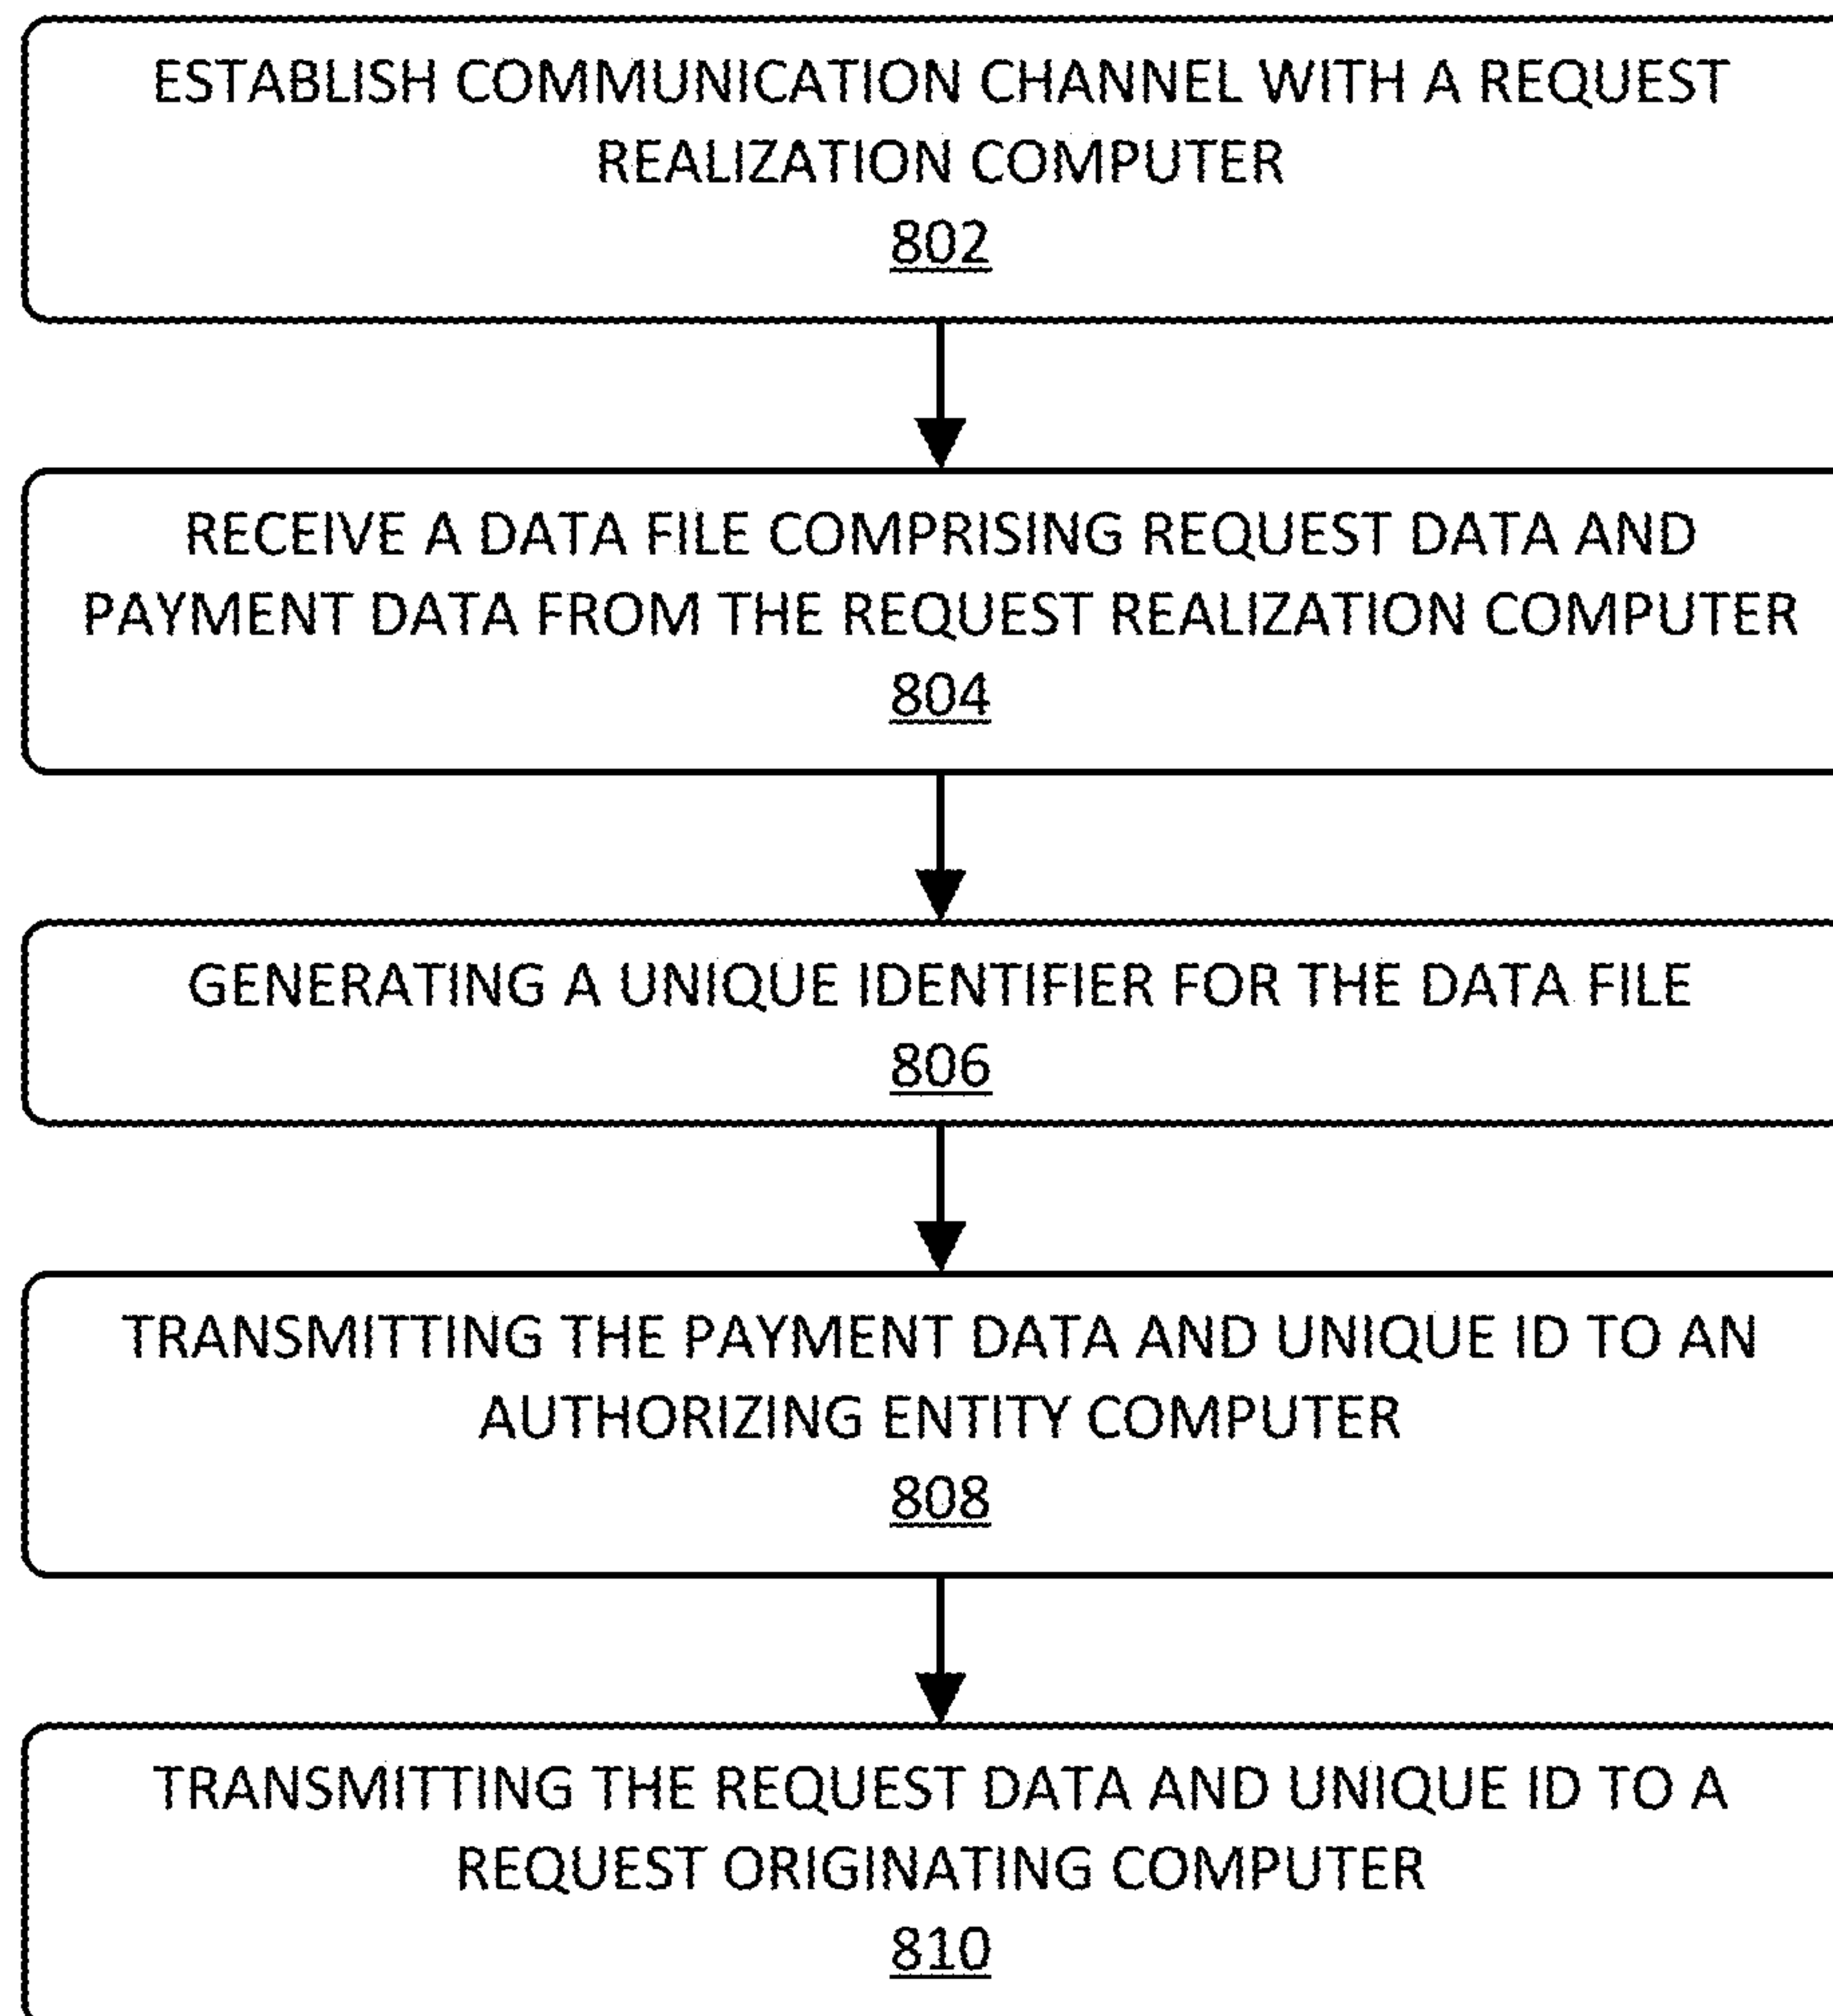 ESTABLISH COMMUNICATION CHANNEL WITH A REQUEST
REALIZATION COMPUTER
802
RECEIVE A DATA FILE COMPRISING REQUEST DATA AND
PAYMENT DATA FROM THE REQUEST REALIZATION COMPUTER
804
GENERATING A UNIQUE IDENTIFIER FOR THE DATA FILE
806
TRANSMITTING THE PAYMENT DATA AND UNIQUE ID TO AN
AUTHORIZING ENTITY COMPUTER
808
TRANSMITTING THE REQUEST DATA AND UNIQUE ID TO A
REQUEST ORIGINATING COMPUTER
810